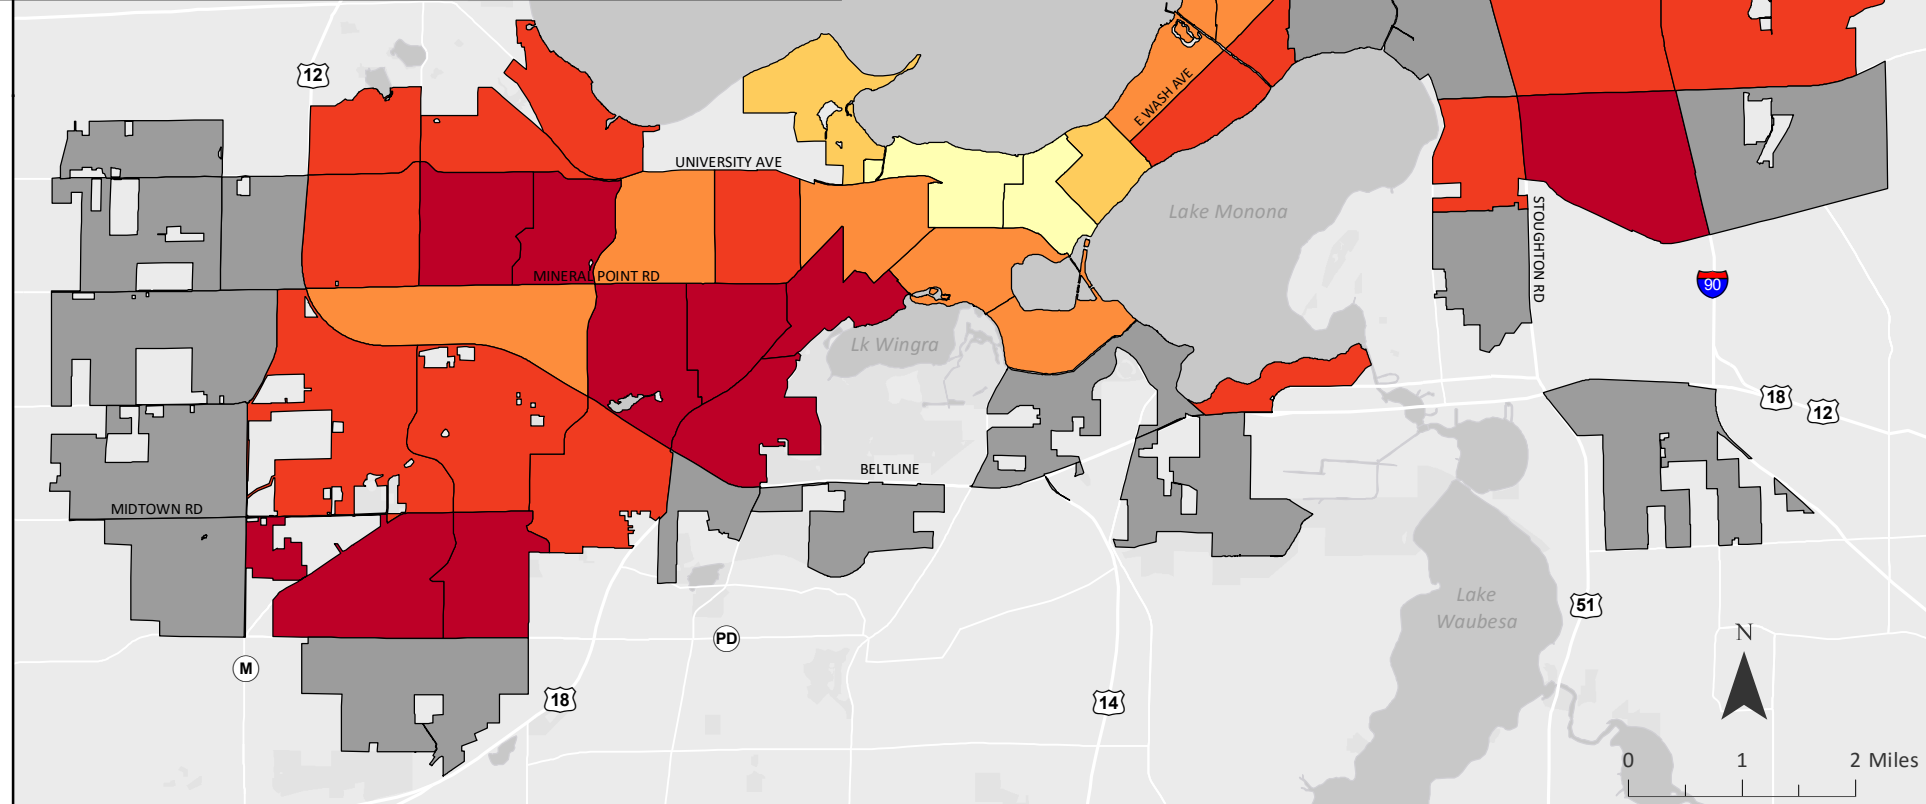 12
E WASH AVE
UNIVERSITY AVE
Lake Monona
STOUGHTON RD
MINERAL POINT RD
90
Lk Wingra
18
12
BELTLINE
MIDTOWN RD
Lake
Waubesa
51
PD
N
M
18
14
0 1 2 Miles